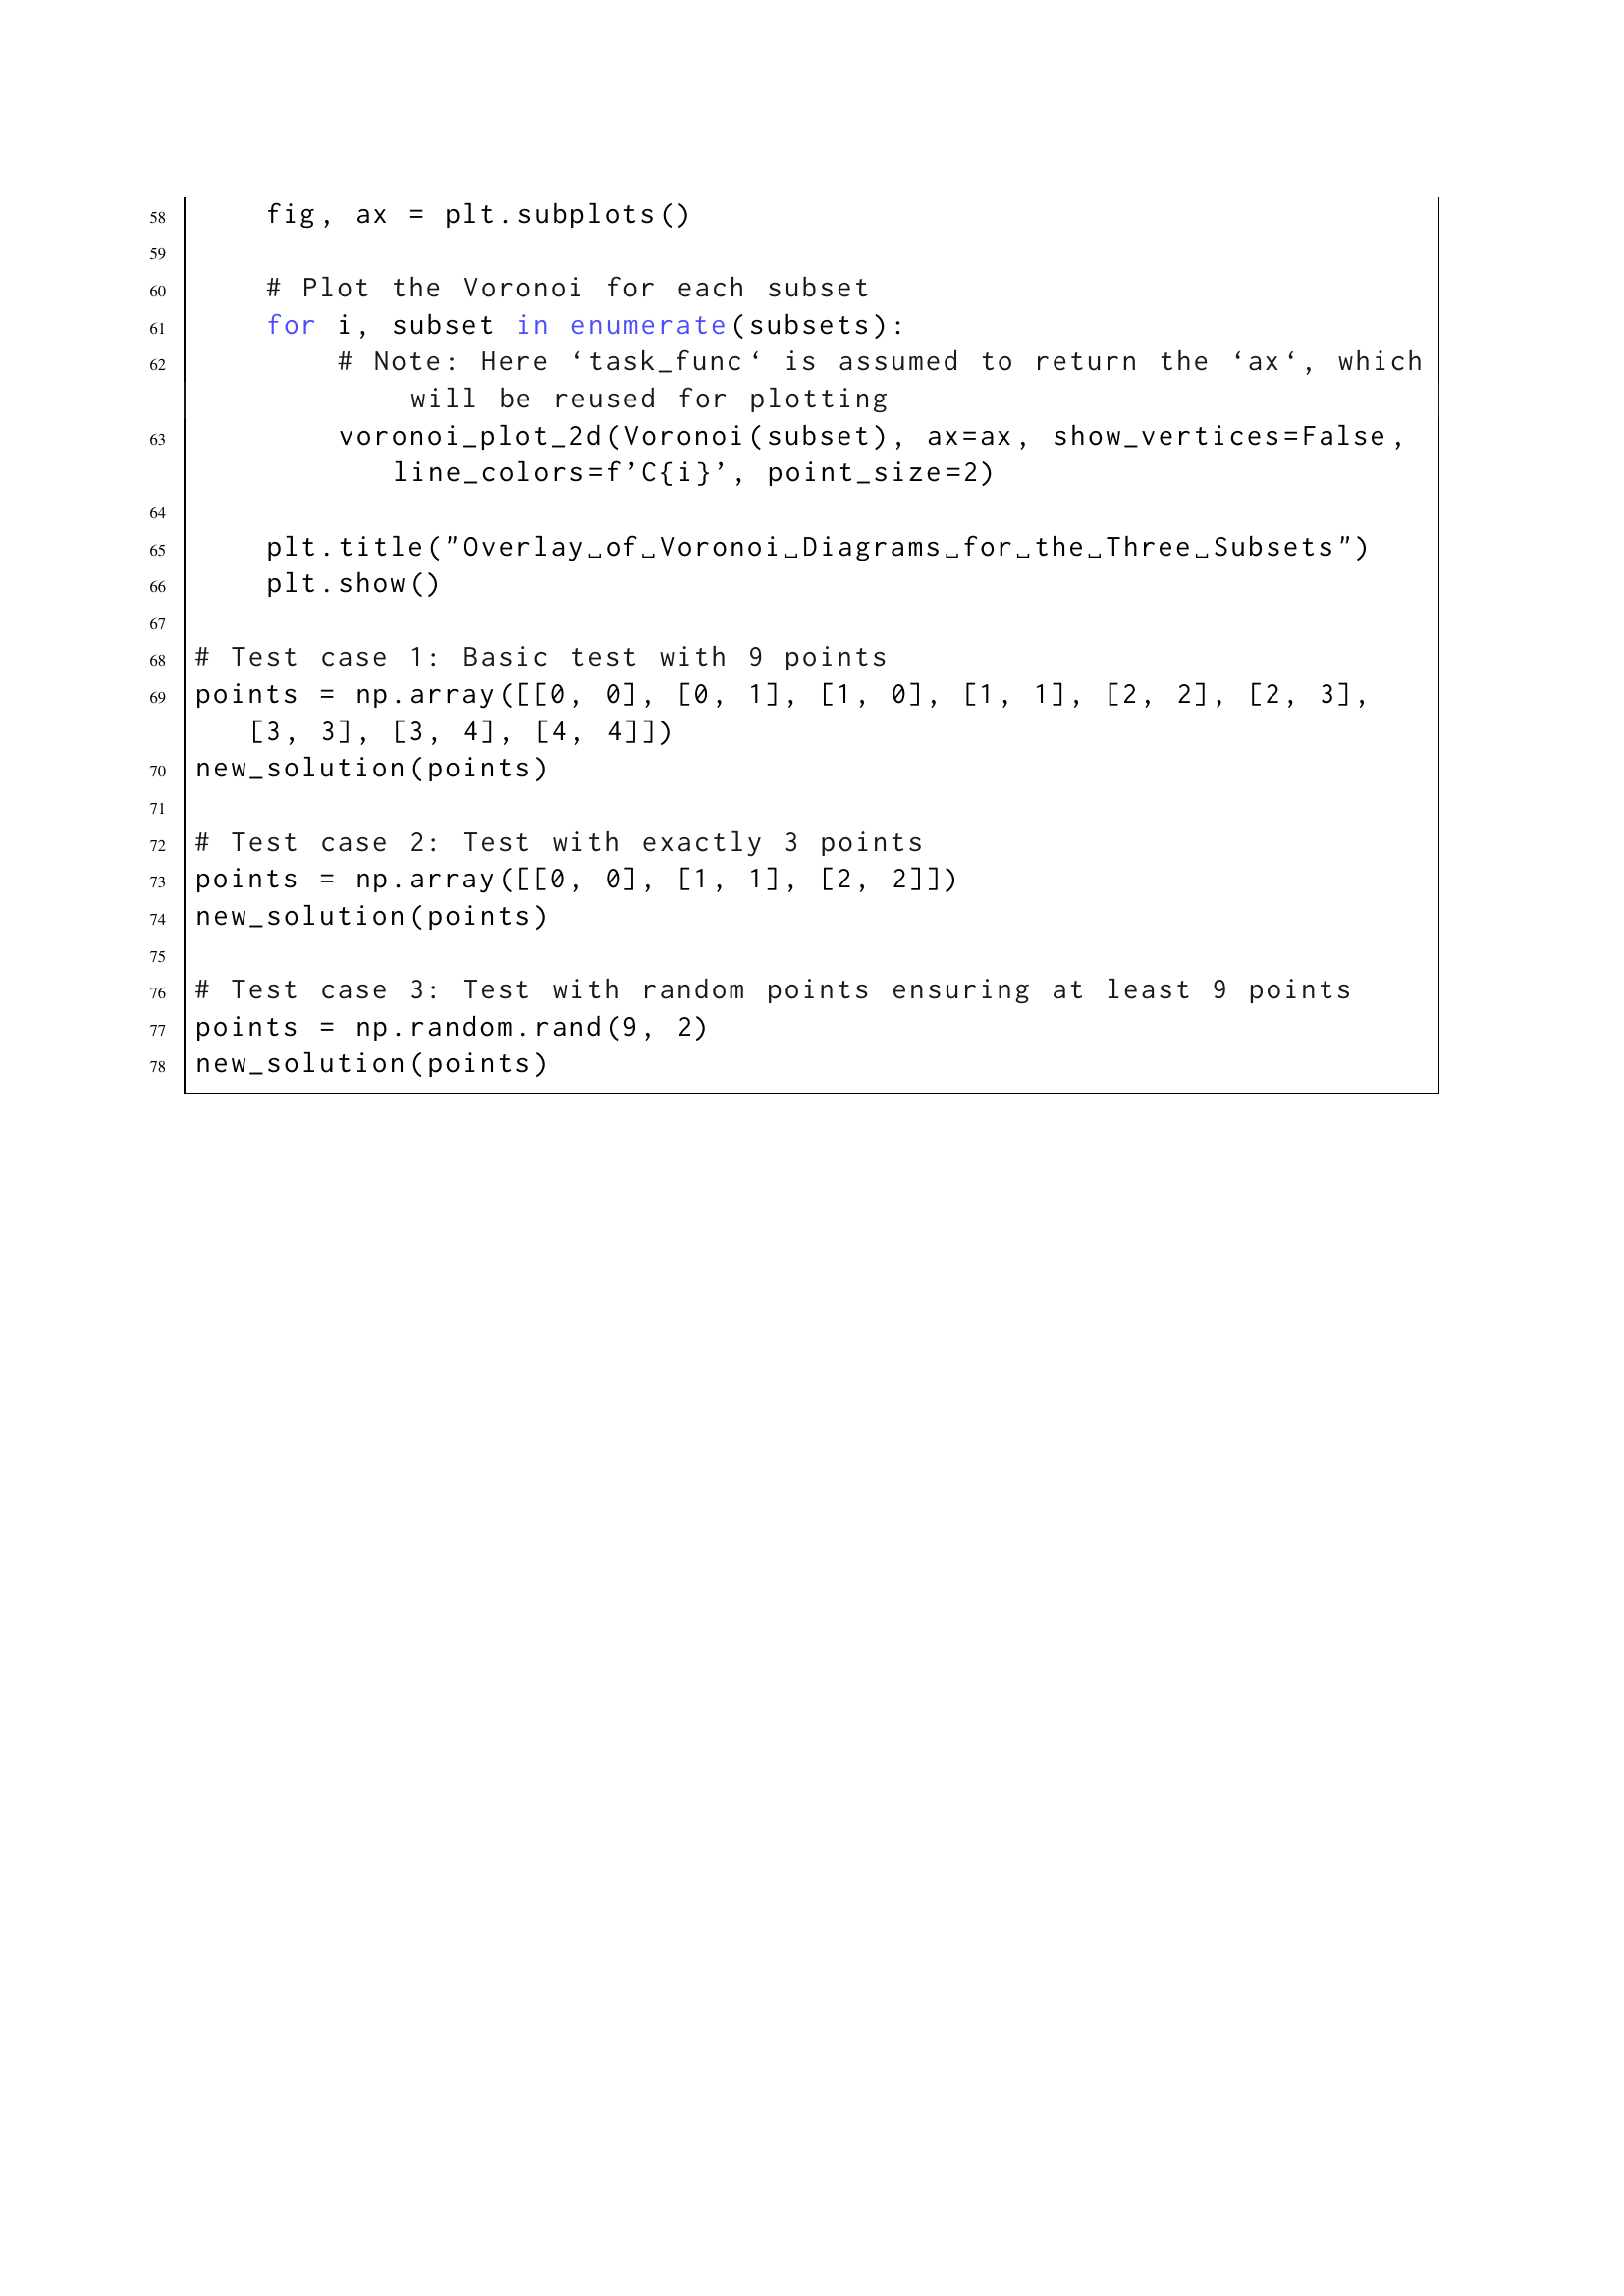 58 fig, ax = plt.subplots()
59
60 # Plot the Voronoi for each subset
61 for i, subset in enumerate(subsets):
62 # Note: Here ‘task_func‘ is assumed to return the ‘ax‘, which
will be reused for plotting
63 voronoi_plot_2d(Voronoi(subset), ax=ax, show_vertices=False,
line_colors=f’C{i}’, point_size=2)
64
65 plt.title("Overlay␣of␣Voronoi␣Diagrams␣for␣the␣Three␣Subsets")
66 plt.show()
67
68 # Test case 1: Basic test with 9 points
69 points = np.array([[0, 0], [0, 1], [1, 0], [1, 1], [2, 2], [2, 3],
[3, 3], [3, 4], [4, 4]])
70 new_solution(points)
71
72 # Test case 2: Test with exactly 3 points
73 points = np.array([[0, 0], [1, 1], [2, 2]])
74 new_solution(points)
75
76 # Test case 3: Test with random points ensuring at least 9 points
77 points = np.random.rand(9, 2)
78 new_solution(points)